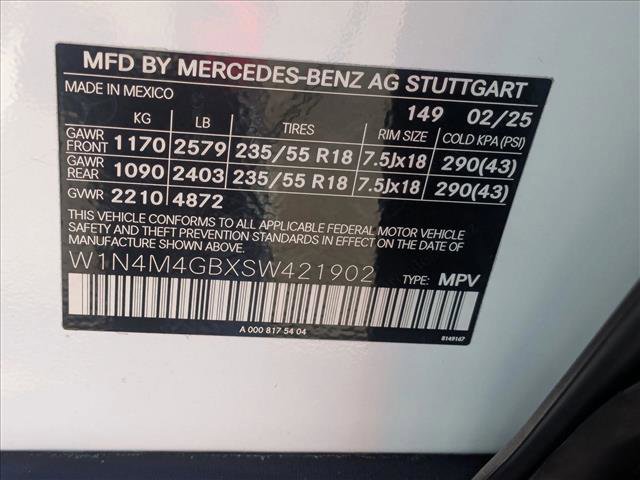 MFD BY MERCEDES-BENZ AG STUTTGART
MADE IN MEXICO 149 02/25
KG LB TIRES RIM SIZE COLD KPA(PSI)
GAWR FRONT 1170 2579 235/55 R18 7.5Jx18 290(43)
GAWR REAR 1090 2403 235/55 R18 7.5Jx18 290(43)
GVWR 2210 4872
THIS VEHICLE CONFORMS TO ALL APPLICABLE FEDERAL MOTOR VEHICLE
SAFETY AND THEFT PREVENTION STANDARDS IN EFFECT ON THE DATE OF
MANUFACTURE SHOWN ABOVE.
W1N4M4GBXSW421902 TYPE: MPV
A 000 817 54 04 8149167